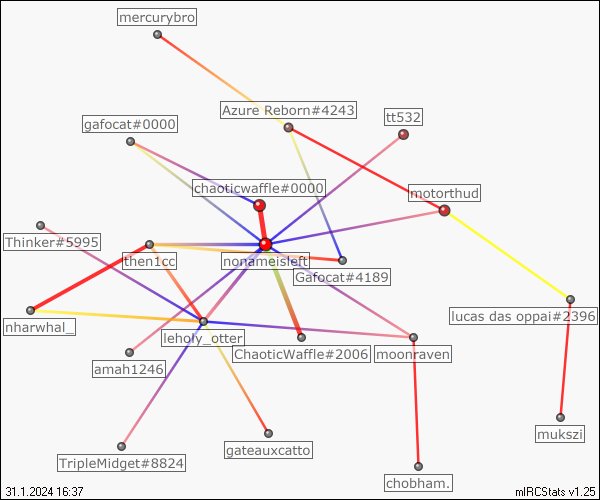 mercurybro
Azure Reborn#4243
gafocat#0000
tt532
chaoticwaffle#0000
motorthud
Thinker#5995
then1cc
nonameisleft
Gafocat#4189
nharwhal_
lucas das oppai#2396
leholy_otter
ChaoticWaffle#2006
moonraven
amah1246
mukszi
gateauxcatto
TripleMidget#8824
chobham.
31.1.2024 16:37
mIRCStats v1.25